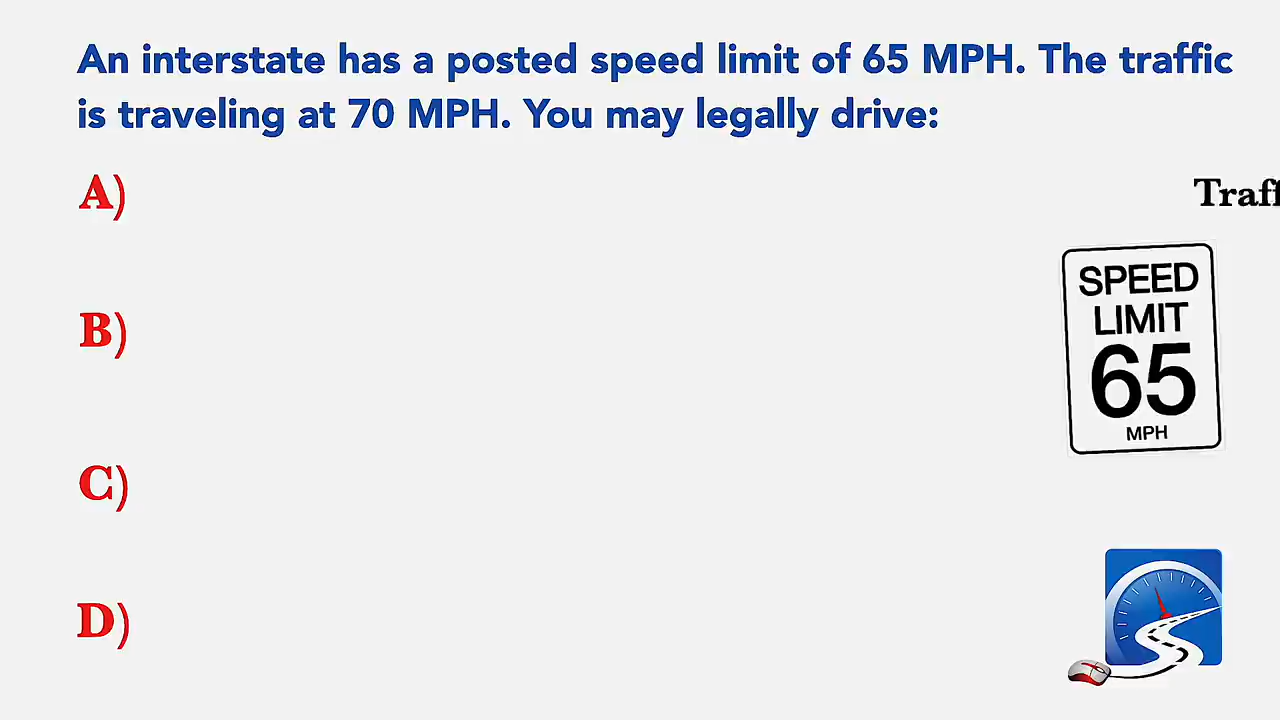 An interstate has a posted speed limit of 65 MPH. The traffic
is traveling at 70 MPH. You may legally drive:
A)
Traff
SPEED
LIMIT
65
MPH
B)
C)
D)